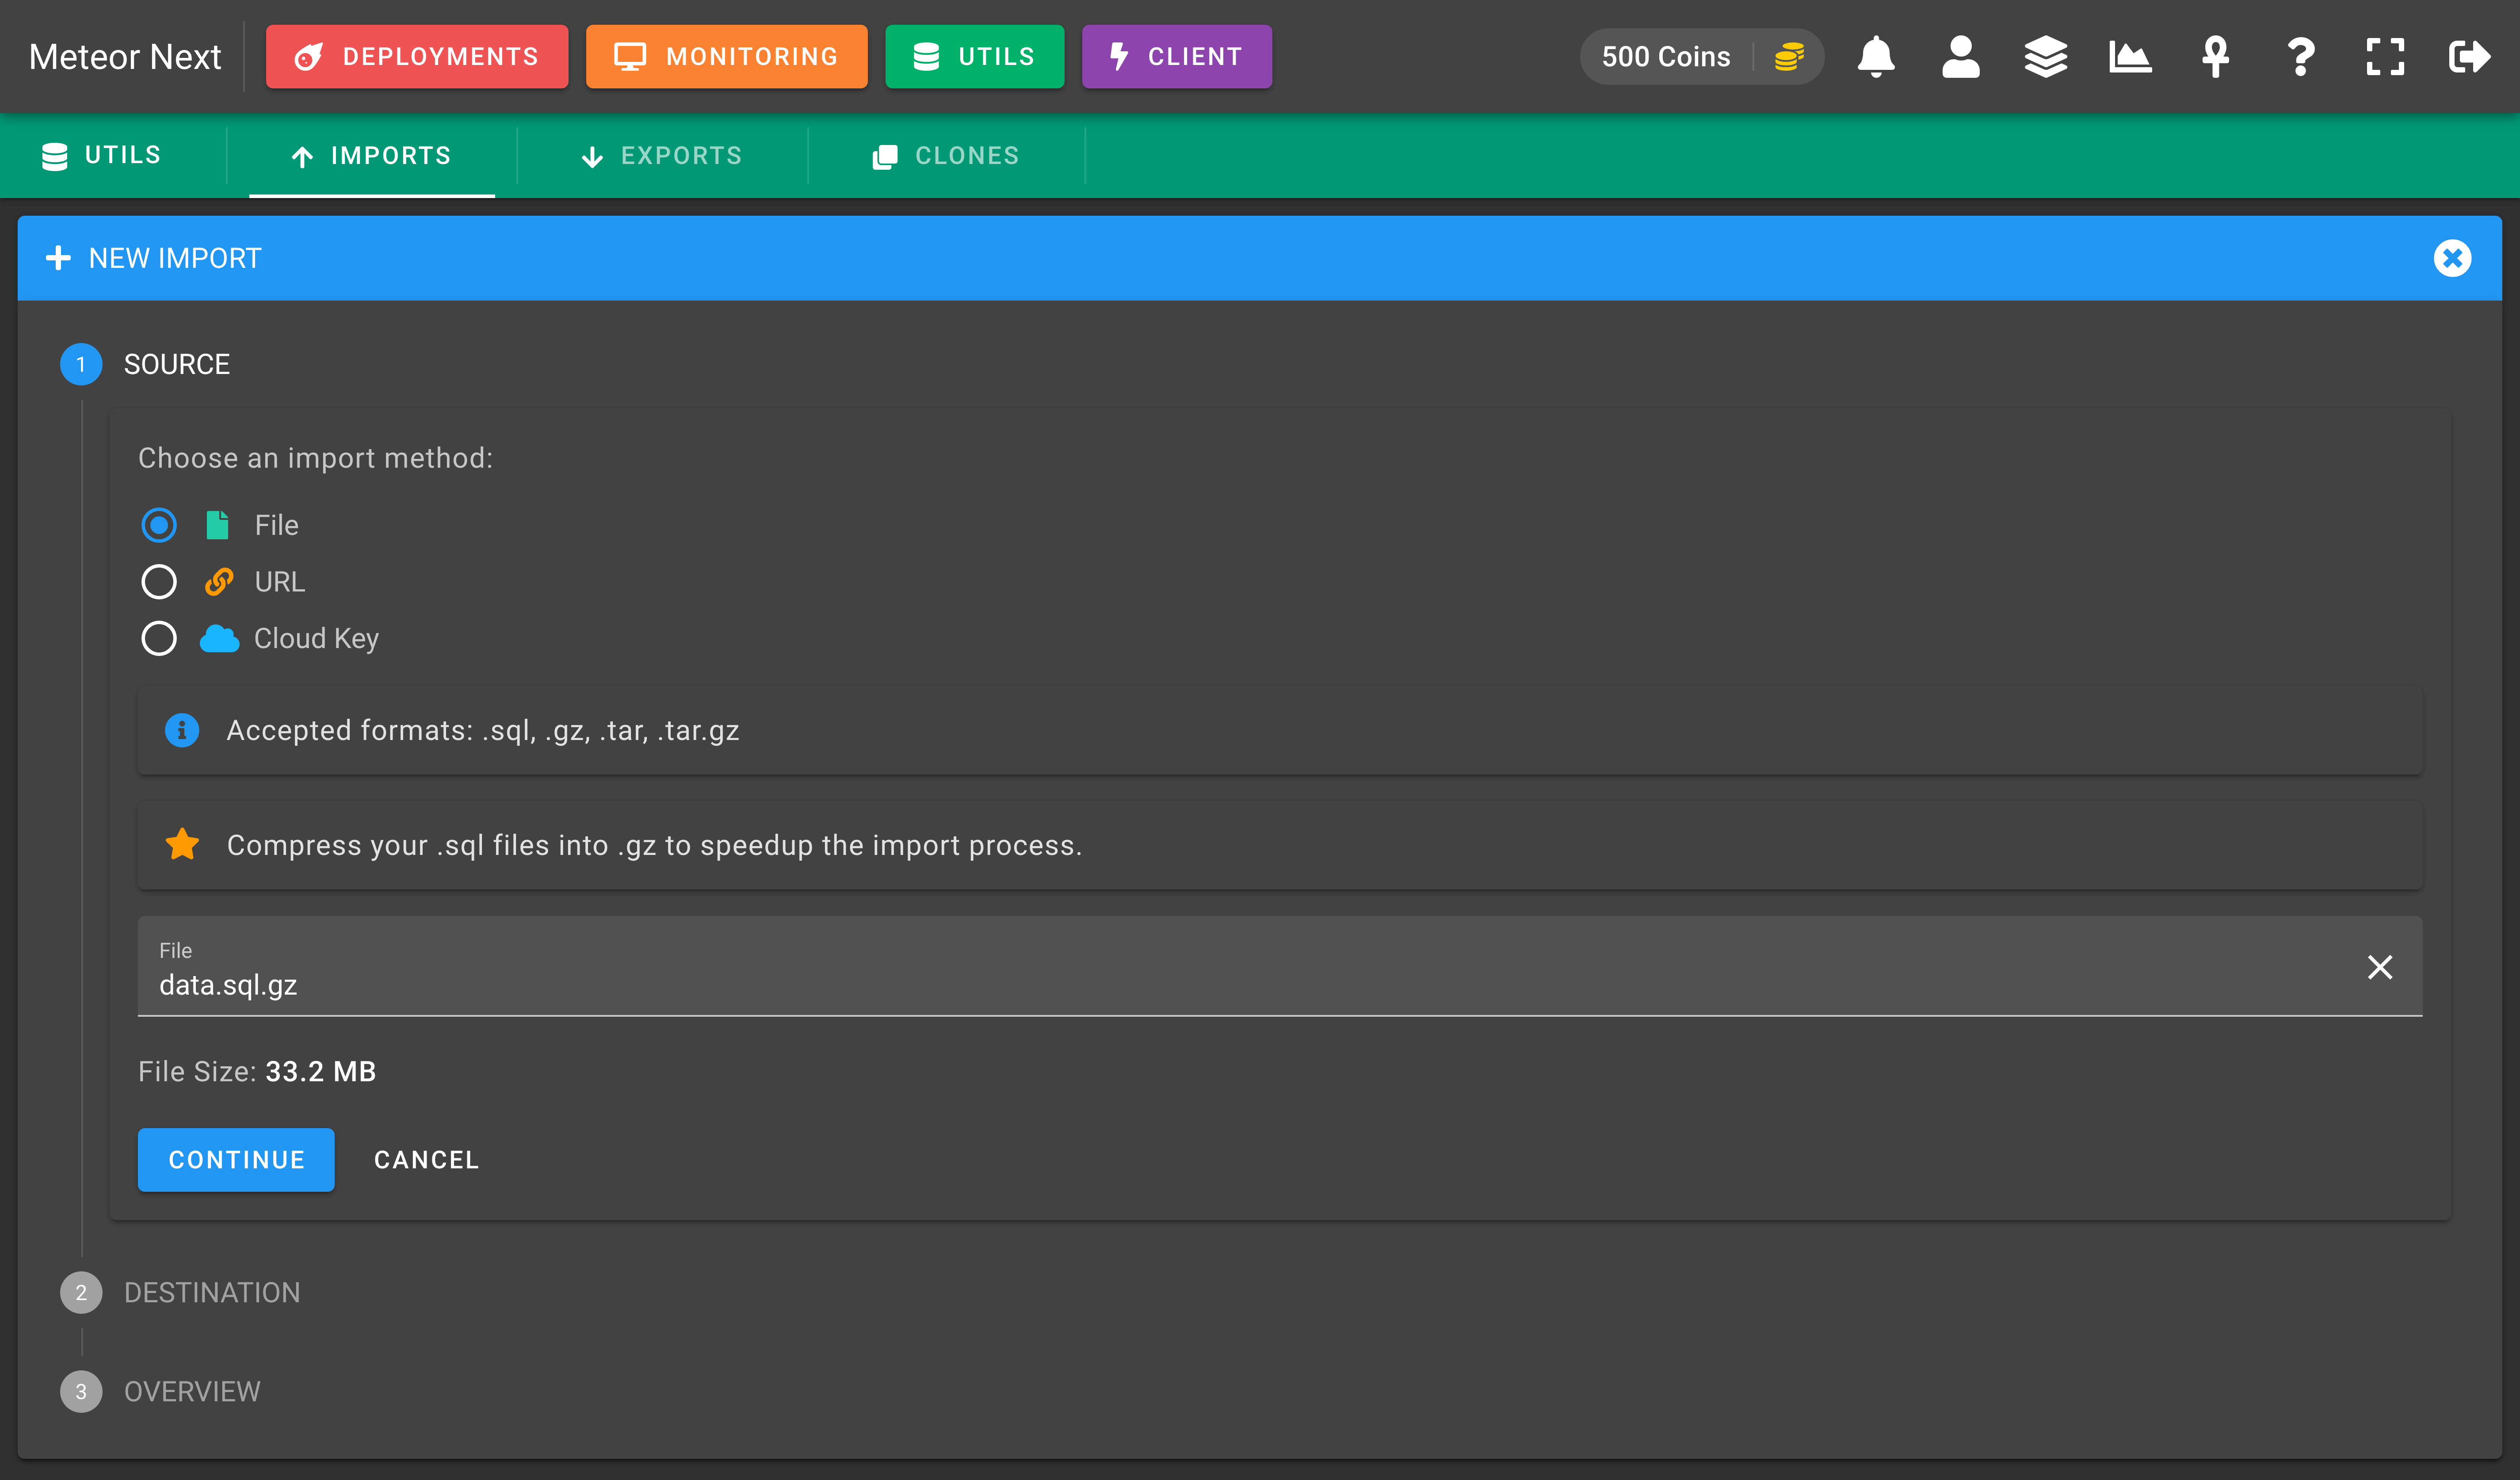 Meteor Next DEPLOYMENTS MONITORING UTILS CLIENT 500 Coins
UTILS IMPORTS EXPORTS CLONES
NEW IMPORT
1 SOURCE
Choose an import method:
File
URL
Cloud Key
Accepted formats: .sql, .gz, .tar, .tar.gz
Compress your .sql files into .gz to speedup the import process.
File
data.sql.gz
File Size: 33.2 MB
CONTINUE CANCEL
2 DESTINATION
3 OVERVIEW